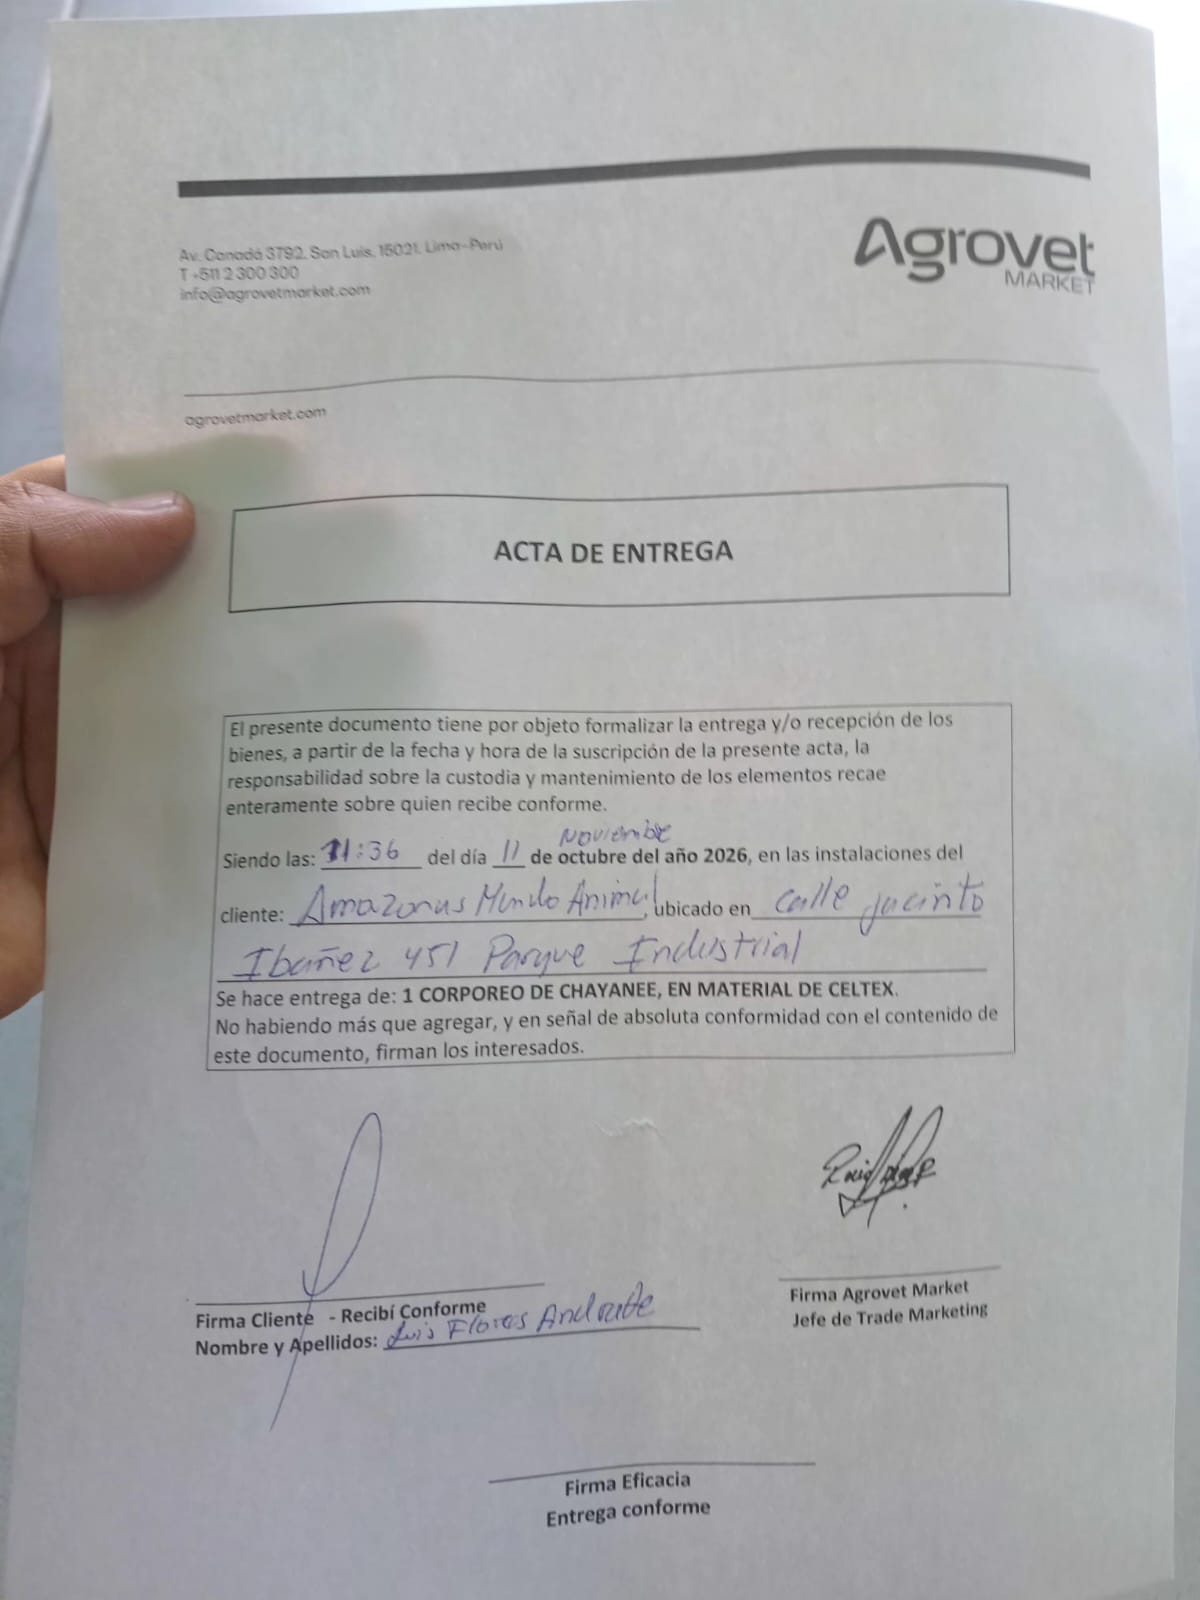 Av. Canadá 3792, San Luis, 15021, Lima-Perú
T +511 2 300 300
info@agrovetmarket.com
Agrovet
MARKET
agrovetmarket.com
ACTA DE ENTREGA
El presente documento tiene por objeto formalizar la entrega y/o recepción de los
bienes, a partir de la fecha y hora de la suscripción de la presente acta, la
responsabilidad sobre la custodia y mantenimiento de los elementos recae
enteramente sobre quien recibe conforme.
Noviembre
Siendo las: 11:36 del día 11 de octubre del año 2026, en las instalaciones del
cliente: Amazonas Mundo Animal, ubicado en calle jacinto
Ibañez 451 Parque Industrial
Se hace entrega de: 1 CORPOREO DE CHAYANEE, EN MATERIAL DE CELTEX.
No habiendo más que agregar, y en señal de absoluta conformidad con el contenido de
este documento, firman los interesados.
Firma Cliente - Recibí Conforme
Nombre y Apellidos: Luis Flores Andrade
Firma Agrovet Market
Jefe de Trade Marketing
Firma Eficacia
Entrega conforme